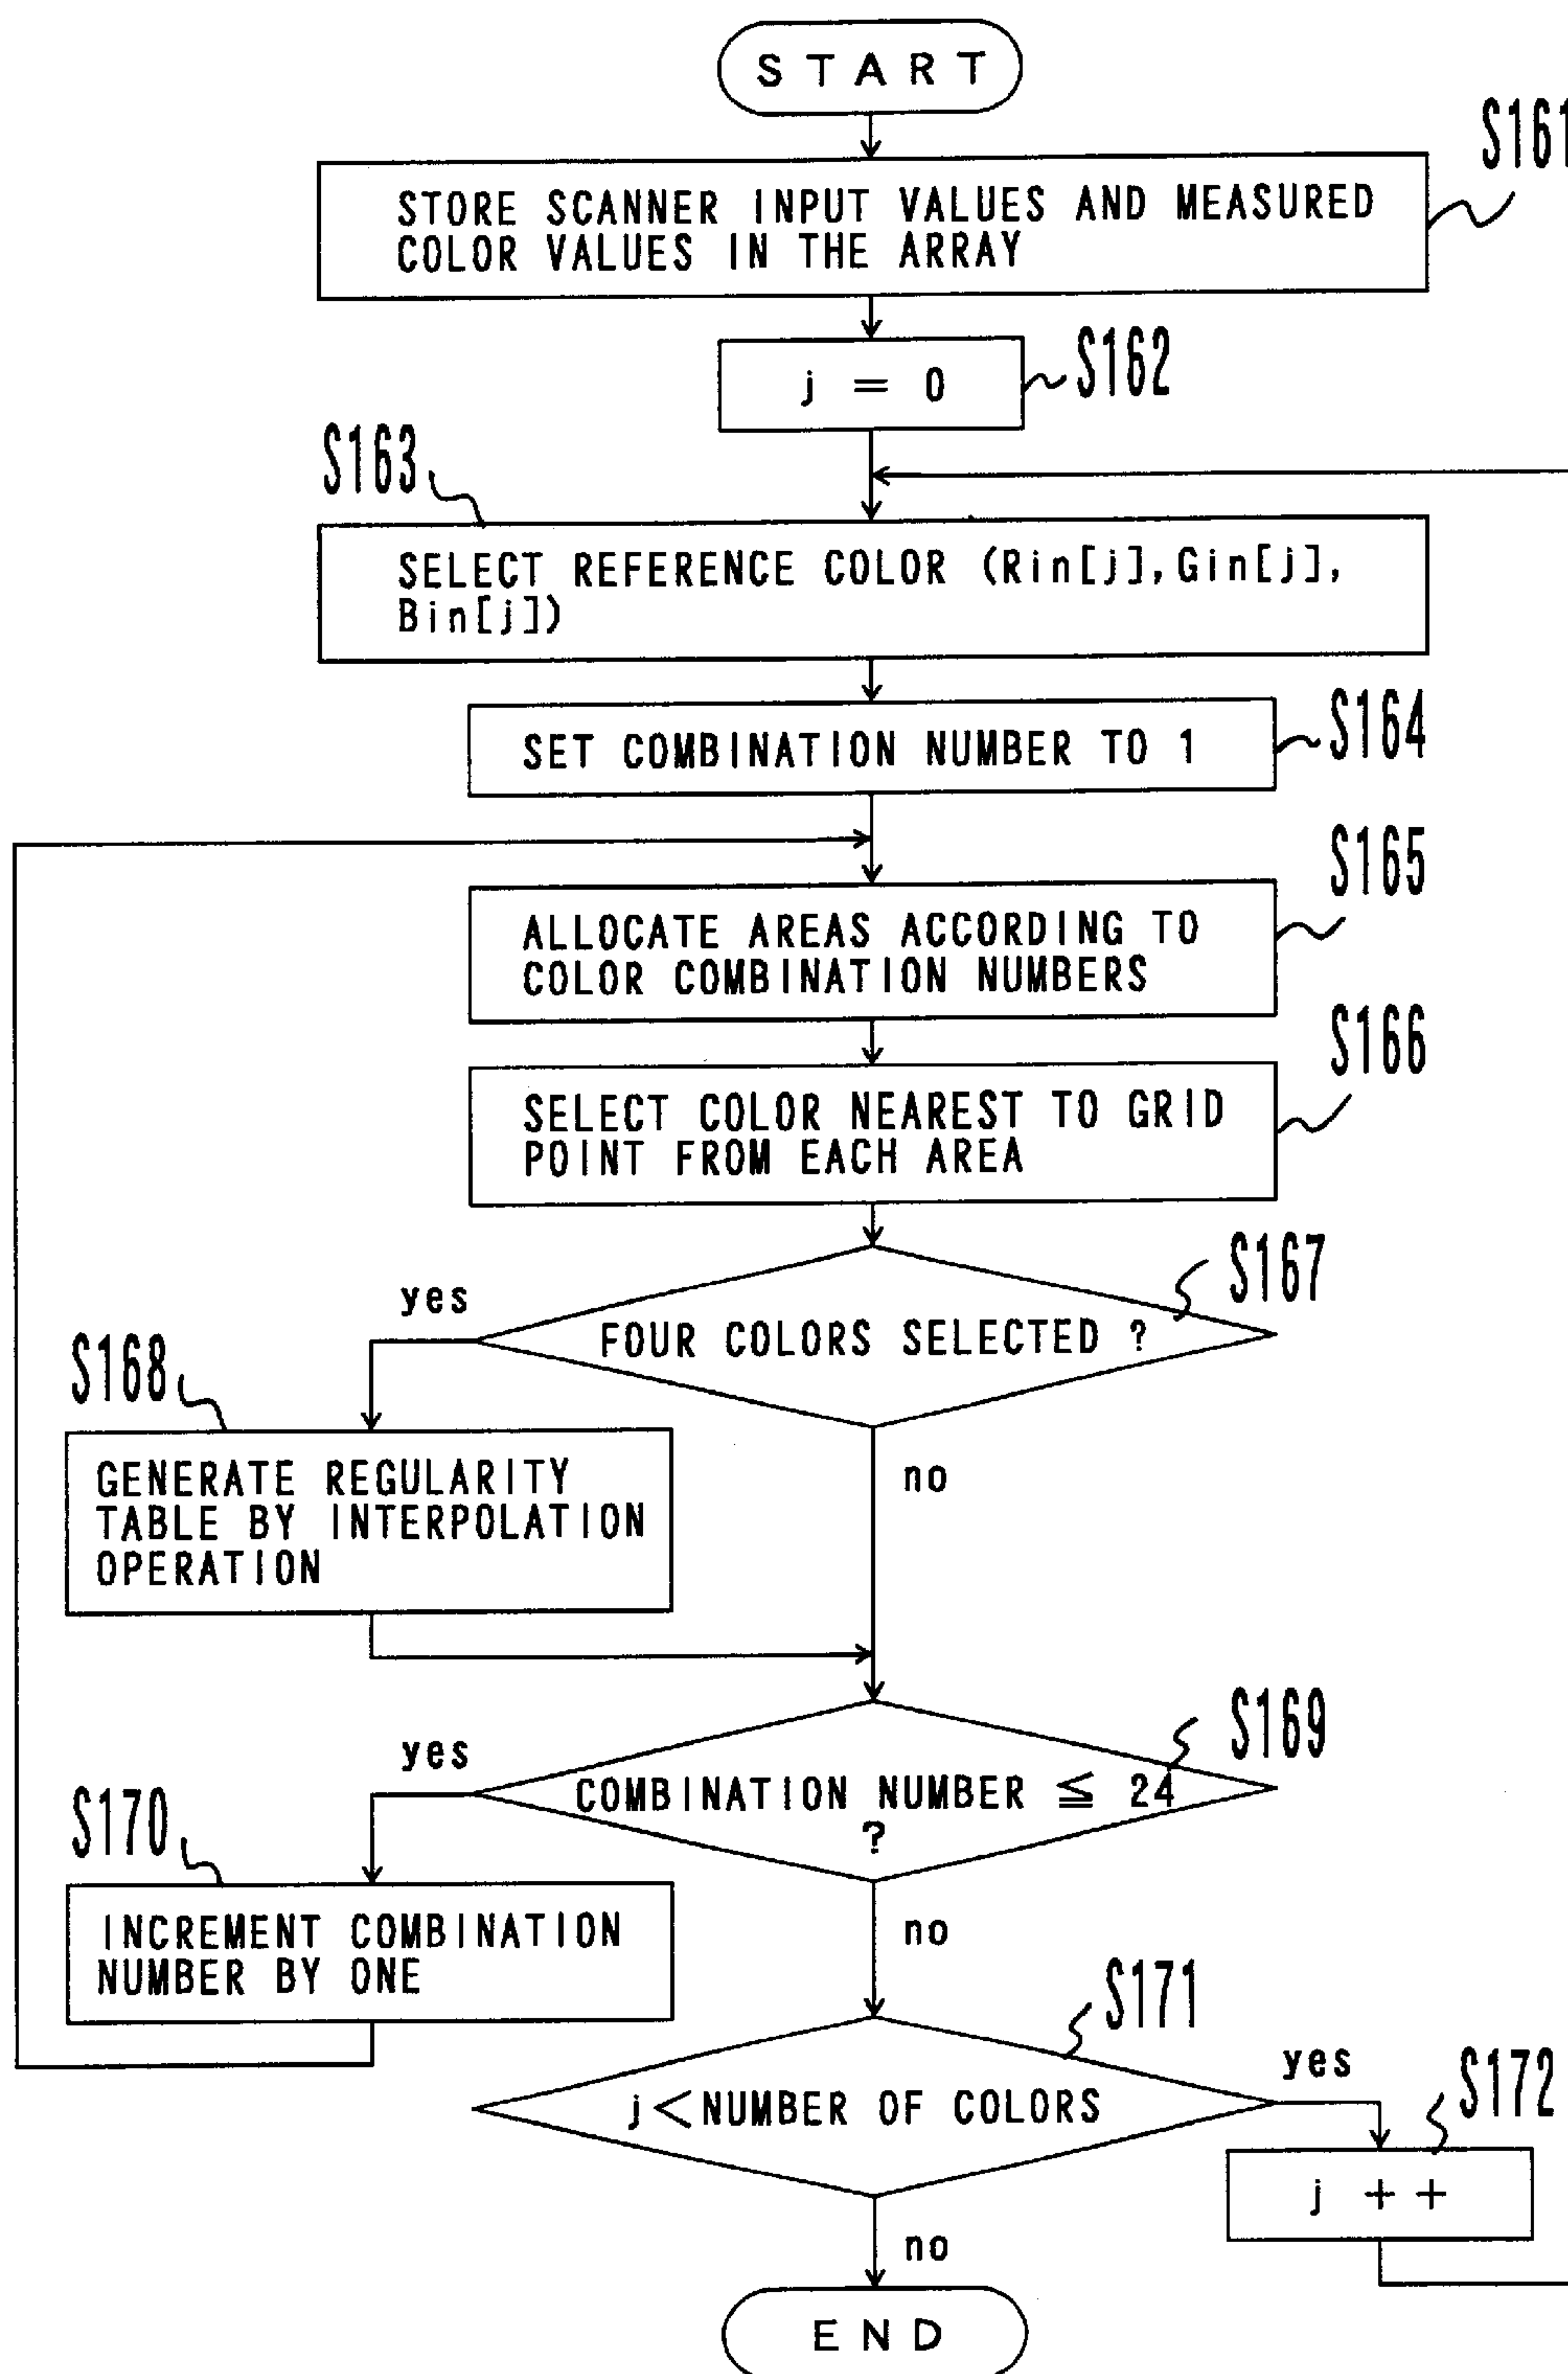 START
S161
STORE SCANNER INPUT VALUES AND MEASURED
COLOR VALUES IN THE ARRAY
S162
j = 0
S163
SELECT REFERENCE COLOR (Rin[j],Gin[j],
Bin[j])
S164
SET COMBINATION NUMBER TO 1
S165
ALLOCATE AREAS ACCORDING TO
COLOR COMBINATION NUMBERS
S166
SELECT COLOR NEAREST TO GRID
POINT FROM EACH AREA
S167
yes
FOUR COLORS SELECTED ?
S168
no
GENERATE REGULARITY
TABLE BY INTERPOLATION
OPERATION
S169
yes
COMBINATION NUMBER ≦ 24
?
S170
no
INCREMENT COMBINATION
NUMBER BY ONE
S171
yes
S172
j<NUMBER OF COLORS
j ++
no
END